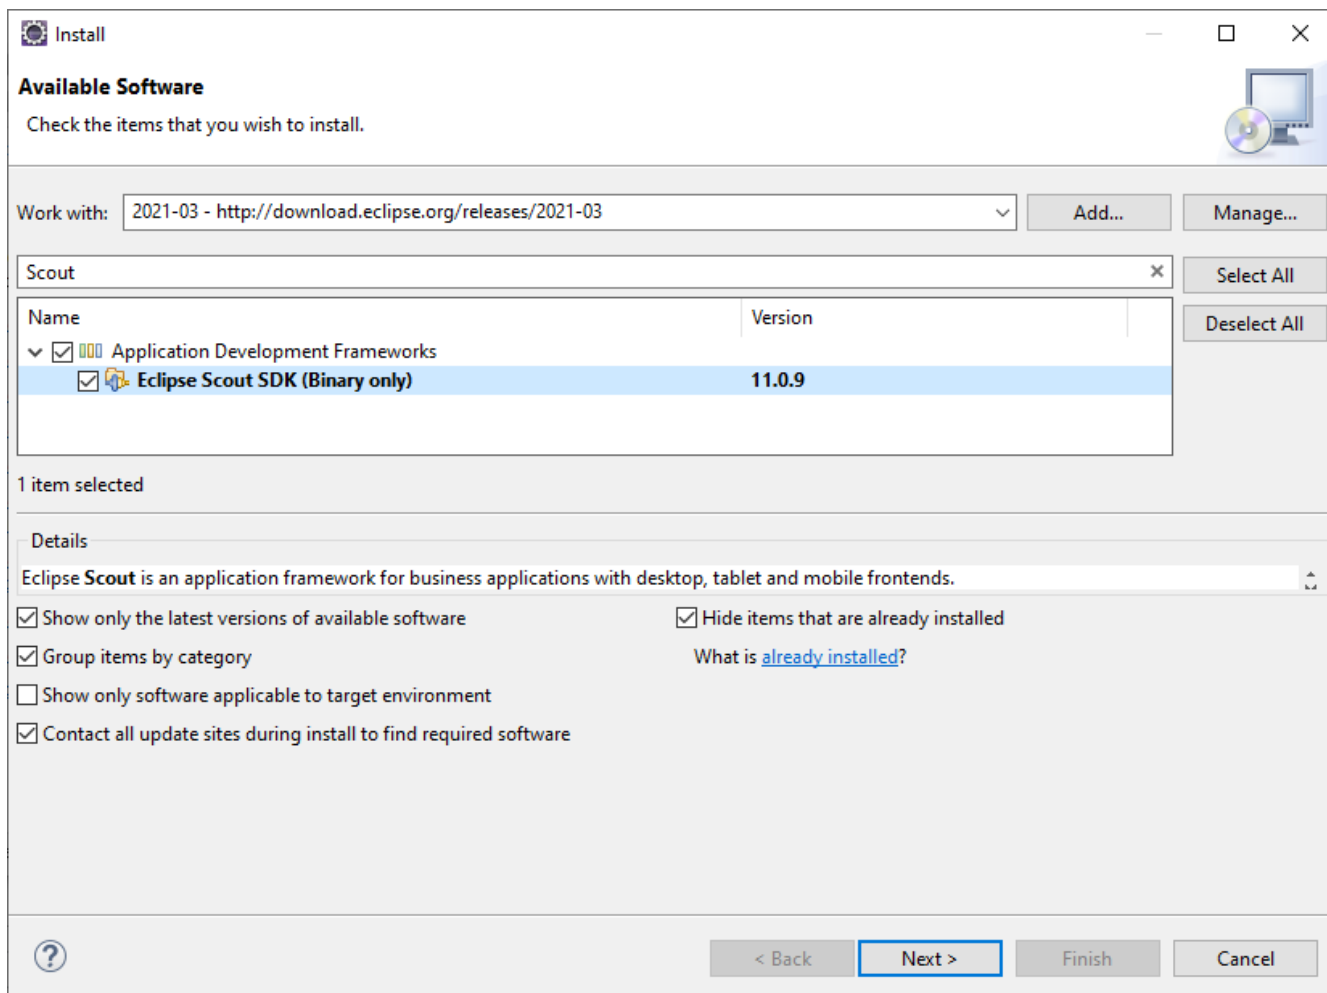 Install
Available Software
Check the items that you wish to install.
Work with: 2021-03 - http://download.eclipse.org/releases/2021-03 Add... Manage...
Scout Select All
Name Version Deselect All
Application Development Frameworks
Eclipse Scout SDK (Binary only) 11.0.9
1 item selected
Details
Eclipse Scout is an application framework for business applications with desktop, tablet and mobile frontends.
Show only the latest versions of available software Hide items that are already installed
Group items by category What is already installed?
Show only software applicable to target environment
Contact all update sites during install to find required software
? < Back Next > Finish Cancel